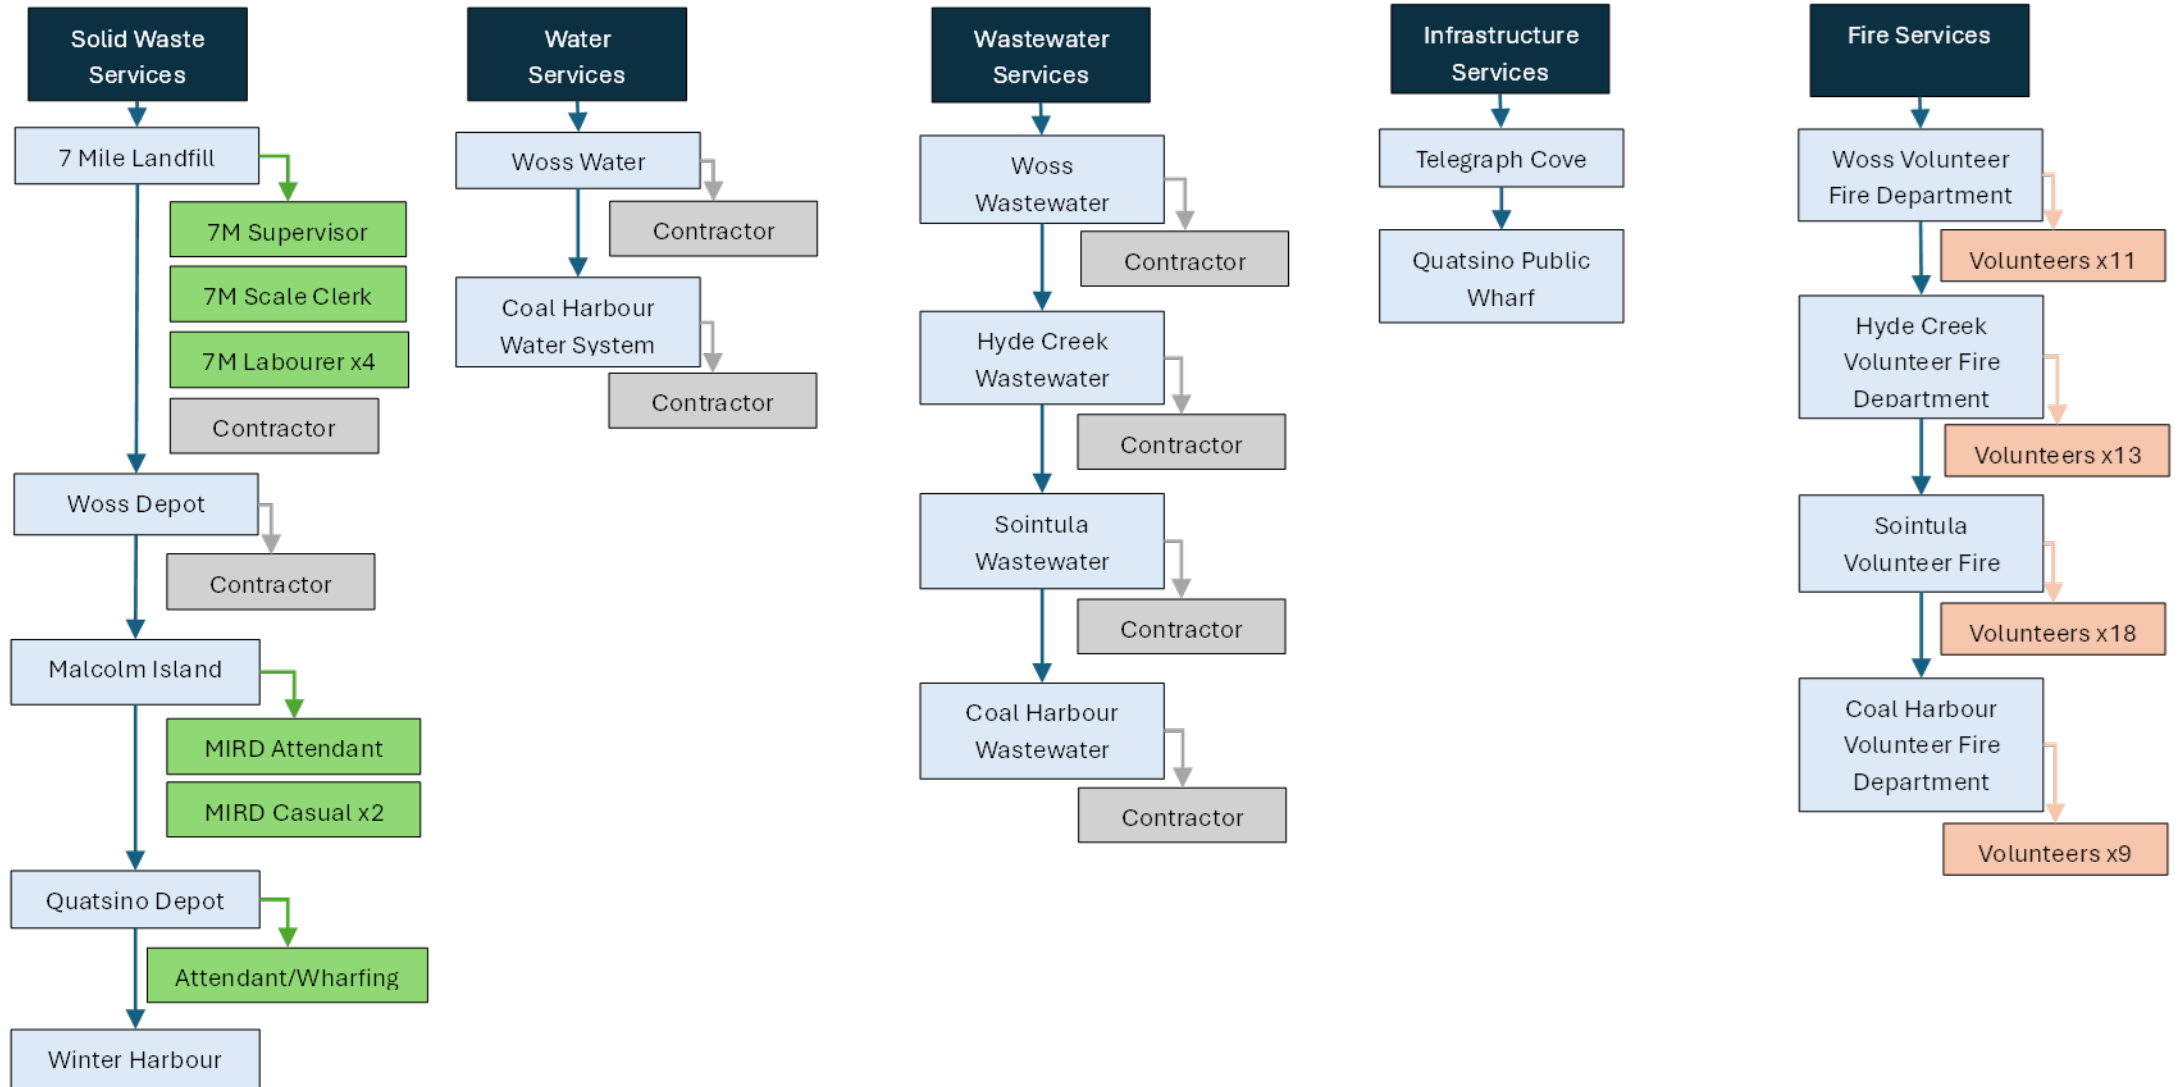 Solid Waste
Services
7 Mile Landfill
7M Supervisor
7M Scale Clerk
7M Labourer x4
Contractor
Woss Depot
Contractor
Malcolm Island
MIRD Attendant
MIRD Casual x2
Quatsino Depot
Attendant/Wharfing
Winter Harbour
Water
Services
Woss Water
Contractor
Coal Harbour
Water System
Contractor
Wastewater
Services
Woss
Wastewater
Contractor
Hyde Creek
Wastewater
Contractor
Sointula
Wastewater
Contractor
Coal Harbour
Wastewater
Contractor
Infrastructure
Services
Telegraph Cove
Quatsino Public
Wharf
Fire Services
Woss Volunteer
Fire Department
Volunteers x11
Hyde Creek
Volunteer Fire
Department
Volunteers x13
Sointula
Volunteer Fire
Volunteers x18
Coal Harbour
Volunteer Fire
Department
Volunteers x9